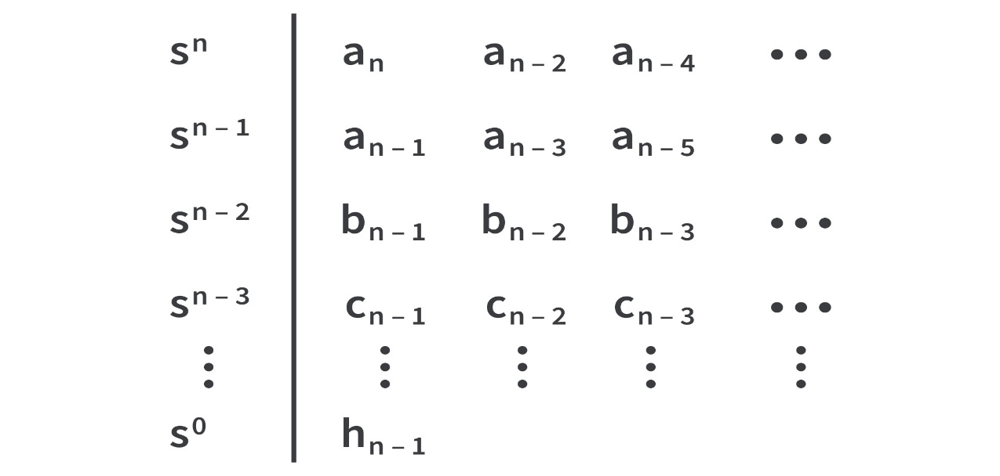 sⁿ aₙ aₙ₋₂ aₙ₋₄ •••
sⁿ⁻¹ aₙ₋₁ aₙ₋₃ aₙ₋₅ •••
sⁿ⁻² bₙ₋₁ bₙ₋₂ bₙ₋₃ •••
sⁿ⁻³ cₙ₋₁ cₙ₋₂ cₙ₋₃ •••
⋮ ⋮ ⋮ ⋮ ⋮
s⁰ hₙ₋₁